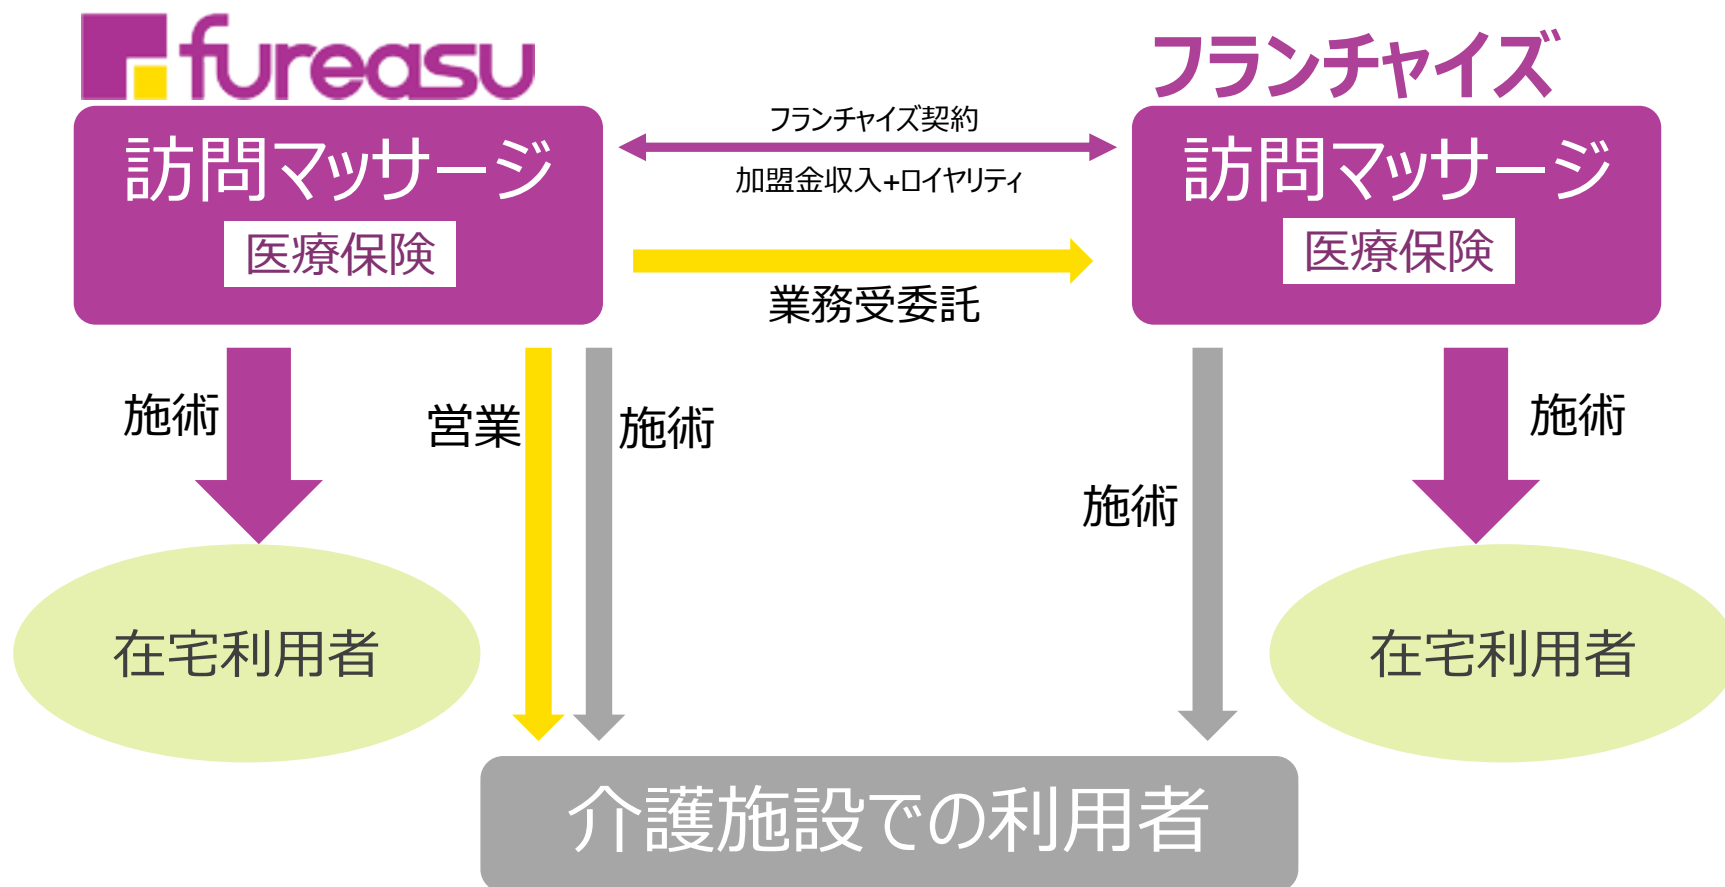 fureasu
フランチャイズ
訪問マッサージ
医療保険
フランチャイズ契約
加盟金収入+ロイヤリティ
業務受委託
訪問マッサージ
医療保険
施術
営業
施術
施術
施術
在宅利用者
在宅利用者
介護施設での利用者